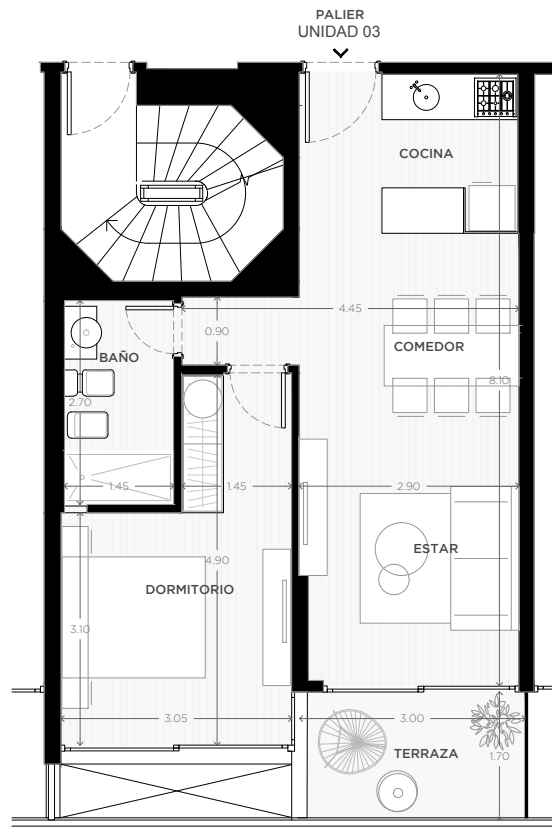 PALIER
UNIDAD 03
COCINA
4.45
0.90
COMEDOR
BAÑO
8.10
2.70
1.45
1.45
2.90
ESTAR
4.90
DORMITORIO
3.10
3.05
3.00
TERRAZA
1.70